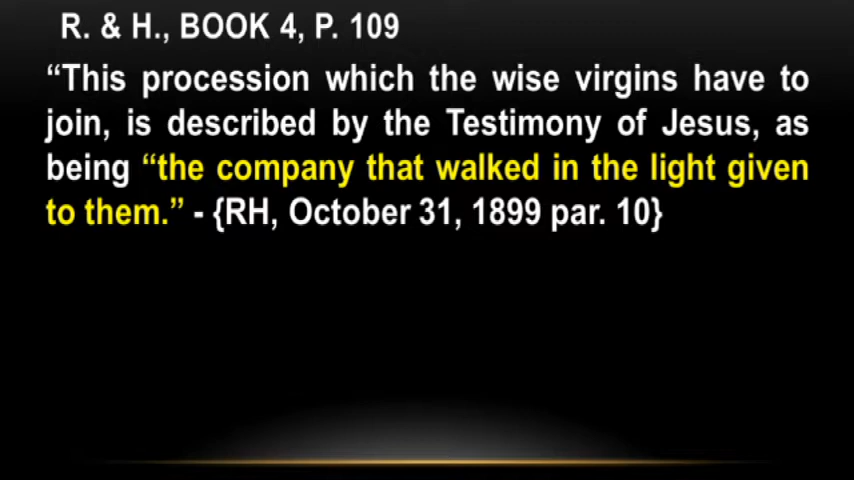 R. & H., BOOK 4, P. 109
“This procession which the wise virgins have to
join, is described by the Testimony of Jesus, as
being “the company that walked in the light given
to them.” - {RH, October 31, 1899 par. 10}